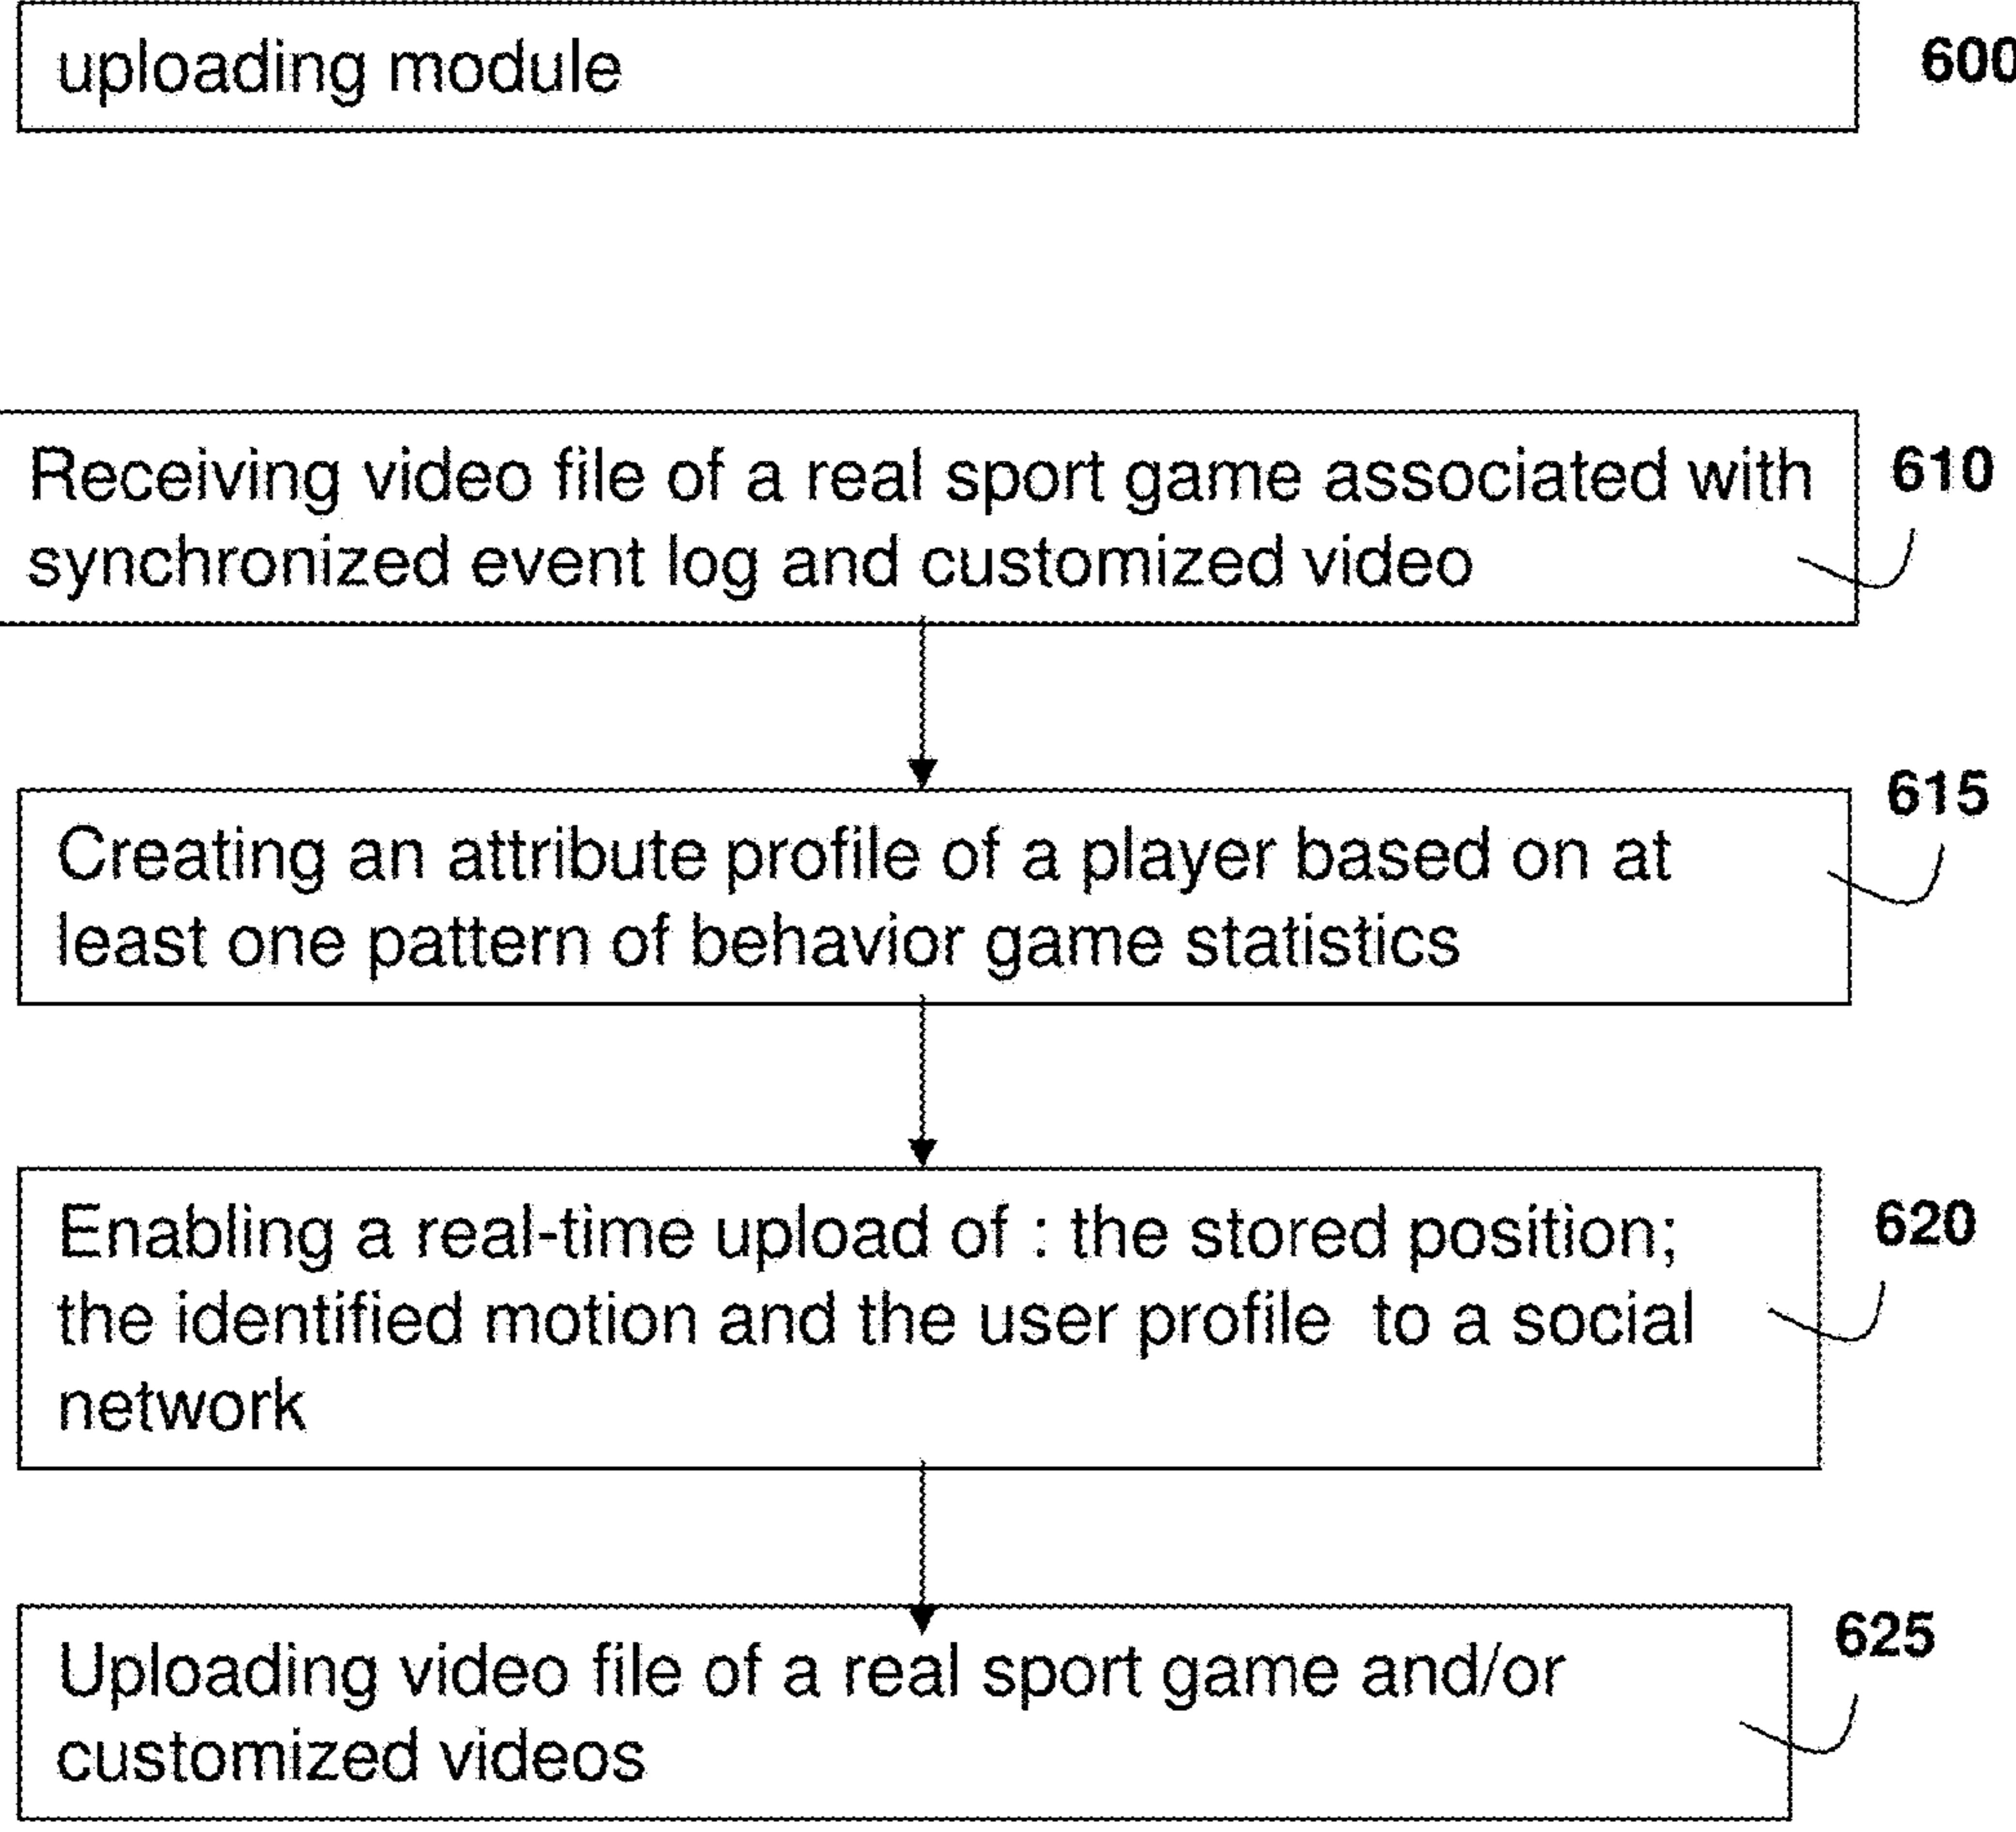 uploading module
600
Receiving video file of a real sport game associated with
synchronized event log and customized video
610
Creating an attribute profile of a player based on at
least one pattern of behavior game statistics
615
Enabling a real-time upload of : the stored position;
the identified motion and the user profile to a social
network
620
Uploading video file of a real sport game and/or
customized videos
625